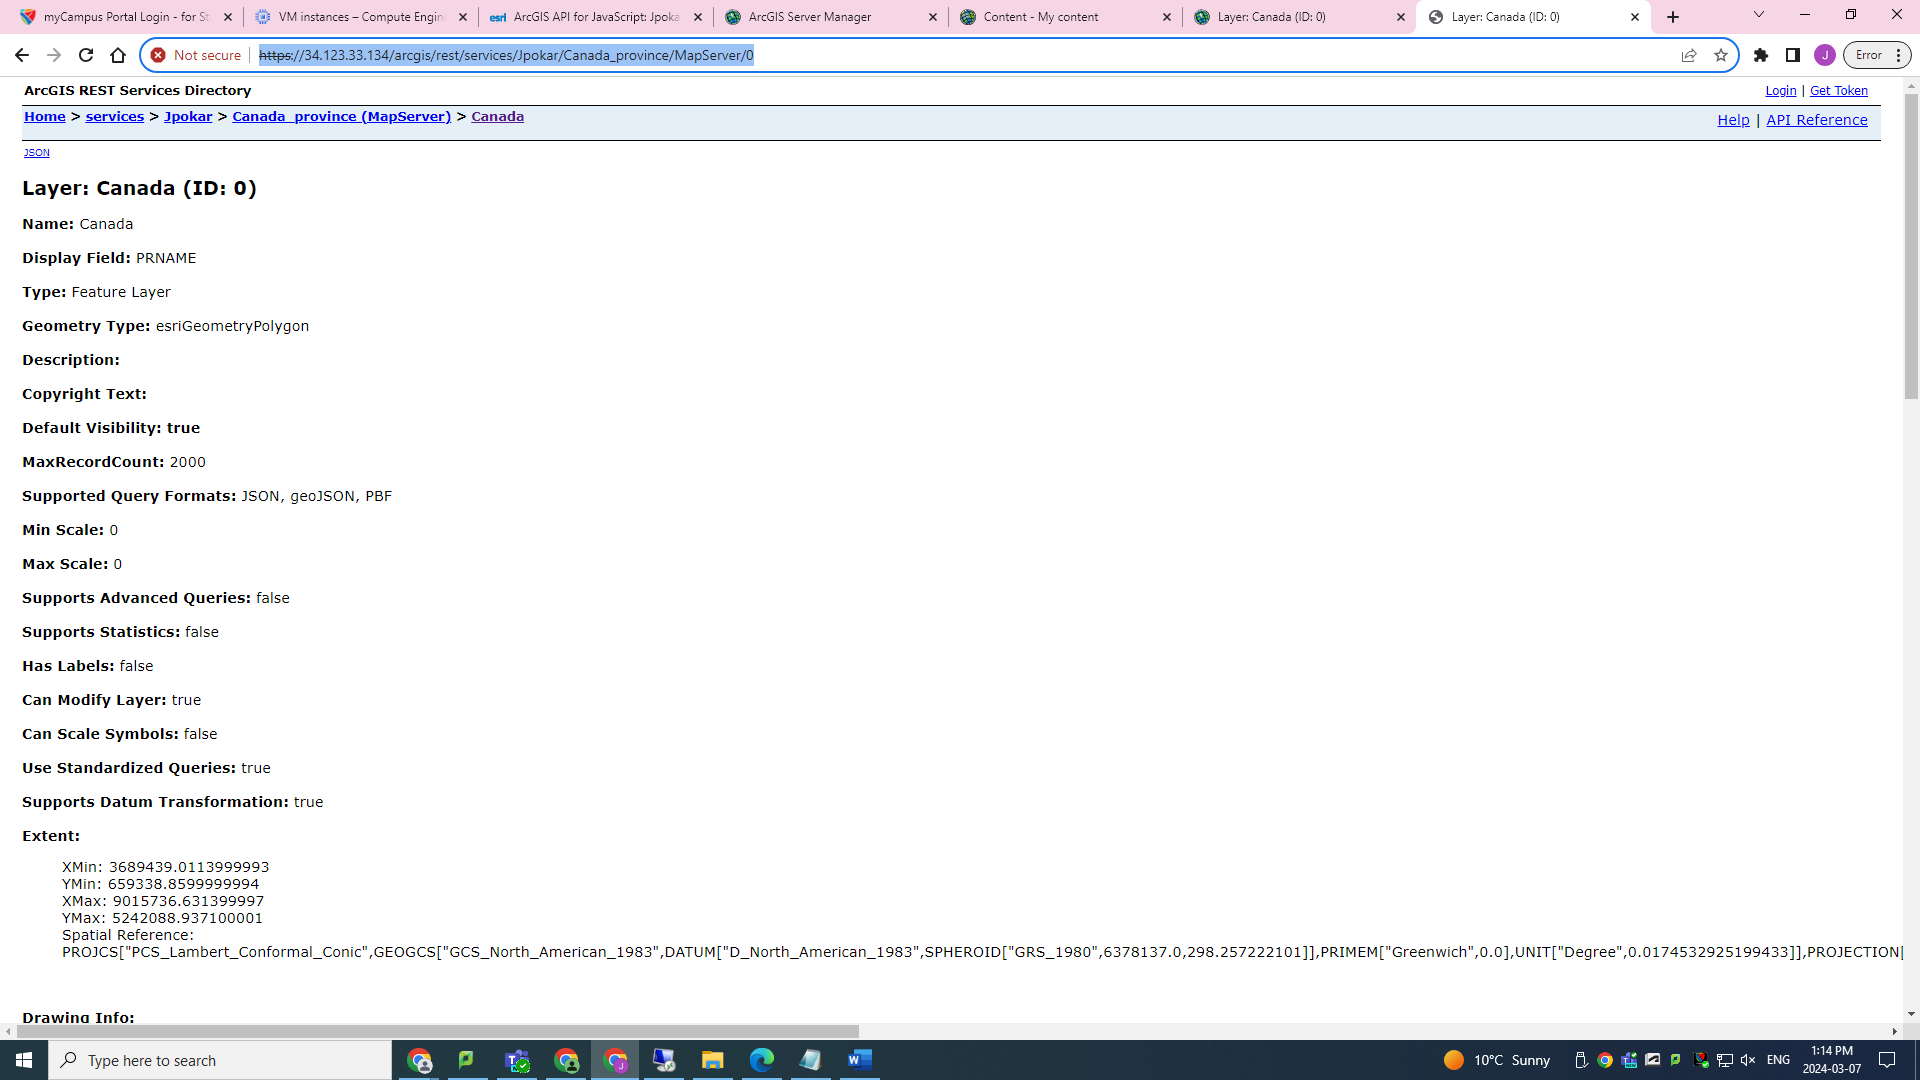 myCampus Portal Login - for St
VM instances – Compute Engin
esri ArcGIS API for JavaScript: Jpoka
ArcGIS Server Manager
Content - My content
Layer: Canada (ID: 0)
Layer: Canada (ID: 0)
Not secure
https://34.123.33.134/arcgis/rest/services/Jpokar/Canada_province/MapServer/0
J
Error
ArcGIS REST Services Directory
Login | Get Token
Home > services > Jpokar > Canada_province (MapServer) > Canada
Help | API Reference
JSON
Layer: Canada (ID: 0)
Name: Canada
Display Field: PRNAME
Type: Feature Layer
Geometry Type: esriGeometryPolygon
Description:
Copyright Text:
Default Visibility: true
MaxRecordCount: 2000
Supported Query Formats: JSON, geoJSON, PBF
Min Scale: 0
Max Scale: 0
Supports Advanced Queries: false
Supports Statistics: false
Has Labels: false
Can Modify Layer: true
Can Scale Symbols: false
Use Standardized Queries: true
Supports Datum Transformation: true
Extent:
XMin: 3689439.0113999993
YMin: 659338.8599999994
XMax: 9015736.631399997
YMax: 5242088.937100001
Spatial Reference:
PROJCS["PCS_Lambert_Conformal_Conic",GEOGCS["GCS_North_American_1983",DATUM["D_North_American_1983",SPHEROID["GRS_1980",6378137.0,298.257222101]],PRIMEM["Greenwich",0.0],UNIT["Degree",0.0174532925199433]],PROJECTION[
Drawing Info:
Type here to search
10°C Sunny
ENG
1:14 PM
2024-03-07